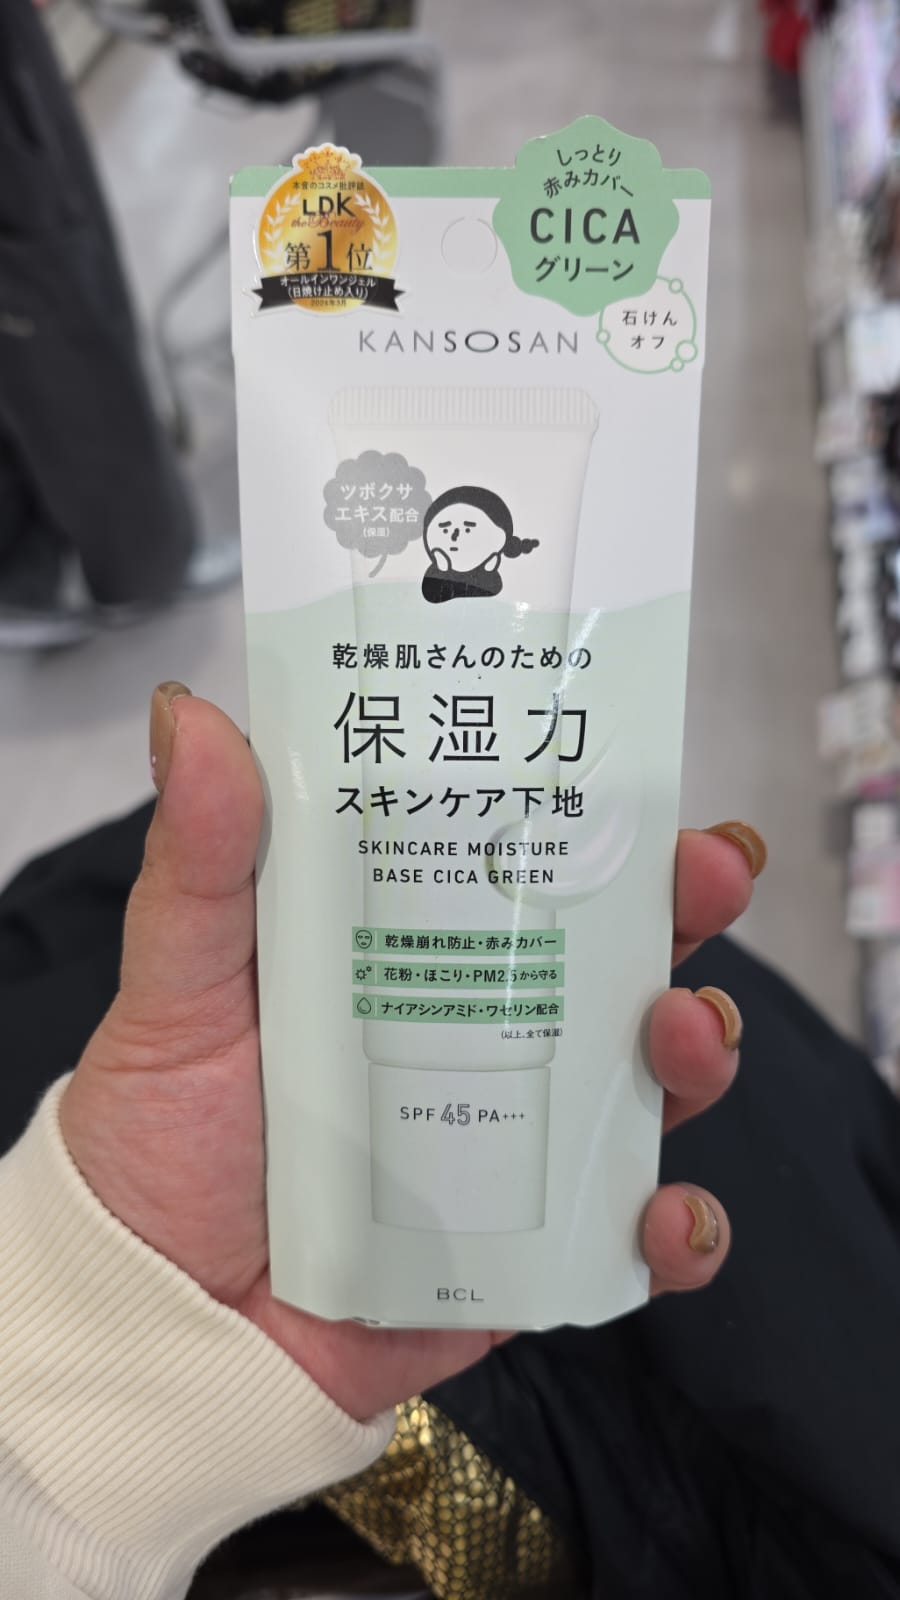 本音のコスメ批評誌
LDK
the Beauty
第1位
オールインワンジェル
(日焼け止め入り)
しっとり
赤みカバー
CICA
グリーン
石けん
オフ
KANSOSAN
ツボクサ
エキス配合
(保湿)
乾燥肌さんのための
保湿力
スキンケア下地
SKINCARE MOISTURE
BASE CICA GREEN
乾燥崩れ防止・赤みカバー
花粉・ほこり・PM2.5から守る
ナイアシンアミド・ワセリン配合
(以上、全て保湿)
SPF 45 PA+++
BCL